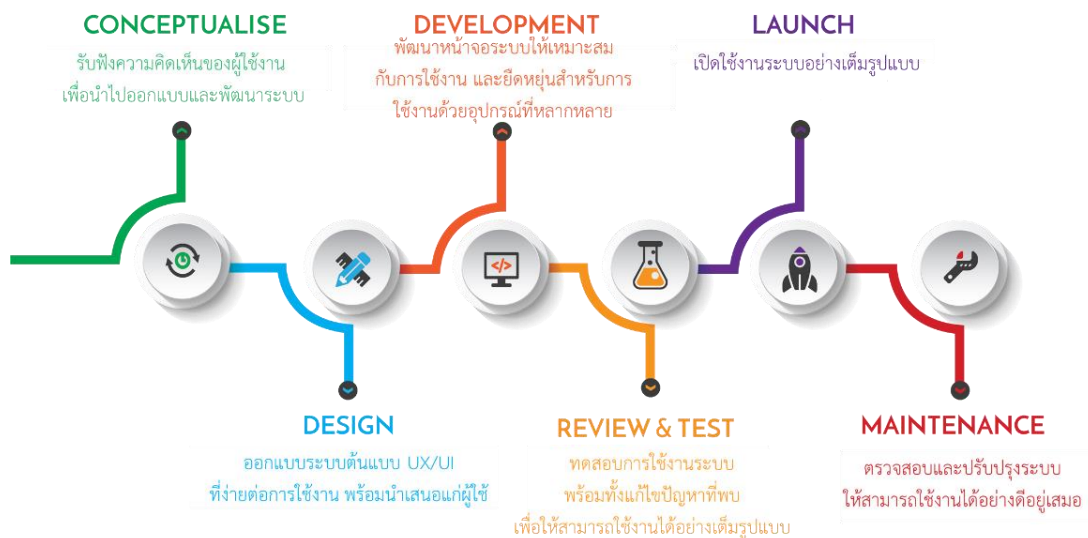 CONCEPTUALISE
รับฟังความคิดเห็นของผู้ใช้งาน
เพื่อนำไปออกแบบและพัฒนาระบบ
DEVELOPMENT
พัฒนาหน้าจอระบบให้เหมาะสม
กับการใช้งาน และยืดหยุ่นสำหรับการ
ใช้งานด้วยอุปกรณ์ที่หลากหลาย
LAUNCH
เปิดใช้งานระบบอย่างเต็มรูปแบบ
</>
DESIGN
ออกแบบระบบต้นแบบ UX/UI
ที่ง่ายต่อการใช้งาน พร้อมนำเสนอแก่ผู้ใช้
REVIEW & TEST
ทดสอบการใช้งานระบบ
พร้อมทั้งแก้ไขปัญหาที่พบ
เพื่อให้สามารถใช้งานได้อย่างเต็มรูปแบบ
MAINTENANCE
ตรวจสอบและปรับปรุงระบบ
ให้สามารถใช้งานได้อย่างดีอยู่เสมอ